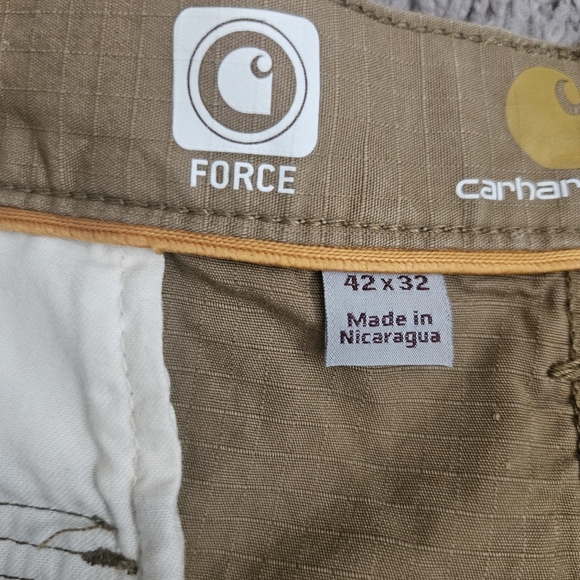 FORCE
carhar
42 x 32
Made in
Nicaragua